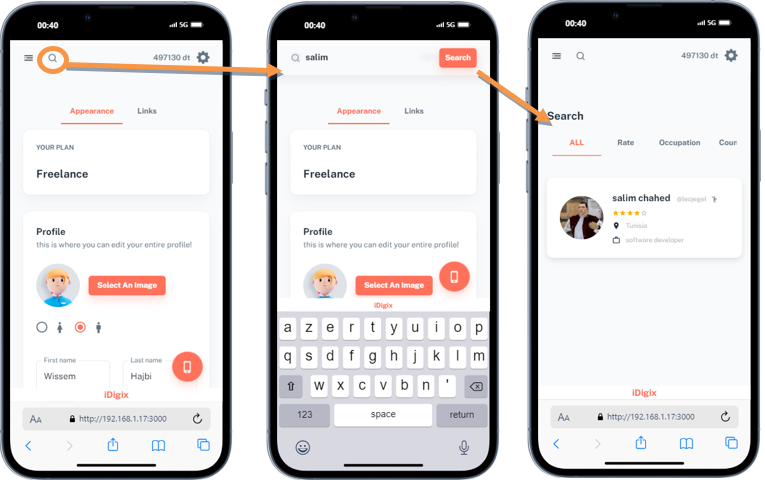 00:40
5G
497130 dt
Appearance
Links
YOUR PLAN
Freelance
Profile
this is where you can edit your entire profile!
Select An Image
First name
Last name
Wissem
Hajbi
iDigix
AA
http://192.168.1.17:3000
00:40
5G
salim
Search
Appearance
Links
YOUR PLAN
Freelance
Profile
this is where you can edit your entire profile!
Select An Image
iDigix
a z e r t y u i o p
q s d f g h j k l m
w x c v b n '
123
space
return
00:40
5G
497130 dt
Search
ALL
Rate
Occupation
Coun
salim chahed
Tunisia
software developer
iDigix
AA
http://192.168.1.17:3000